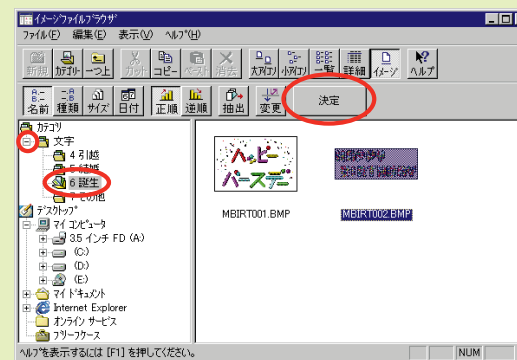 イメージファイルブラウザ
ファイル(F) 編集(E) 表示(V) ヘルプ(H)
新規 カテゴリ 一つ上 カット コピー ペースト 消去 大アイコン 小アイコン 一覧 詳細 イメージ ヘルプ
名前 種類 サイズ 日付 正順 逆順 抽出 変更 決定
カテゴリ
文字
4 引越
5 結婚
6 誕生
7 その他
デスクトップ
マイ コンピュータ
3.5 インチ FD (A:)
(C:)
(D:)
(E:)
マイ ドキュメント
Internet Explorer
オンライン サービス
ブリーフケース
ハッピー
バースデー
MBIRT001.BMP
MBIRT002.BMP
ヘルプを表示するには [F1] を押してください。
NUM